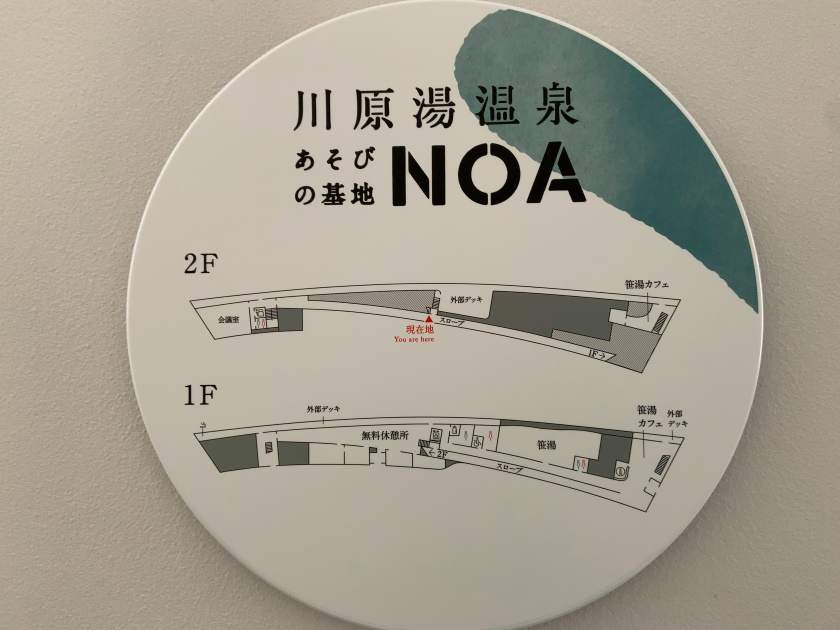 川原湯温泉
あそび
の基地
NOA
2F
会議室
外部デッキ
笹湯カフェ
スロープ
現在地
You are here
1F→
1F
外部デッキ
無料休憩所
←2F
笹湯
スロープ
笹湯
カフェ
外部
デッキ